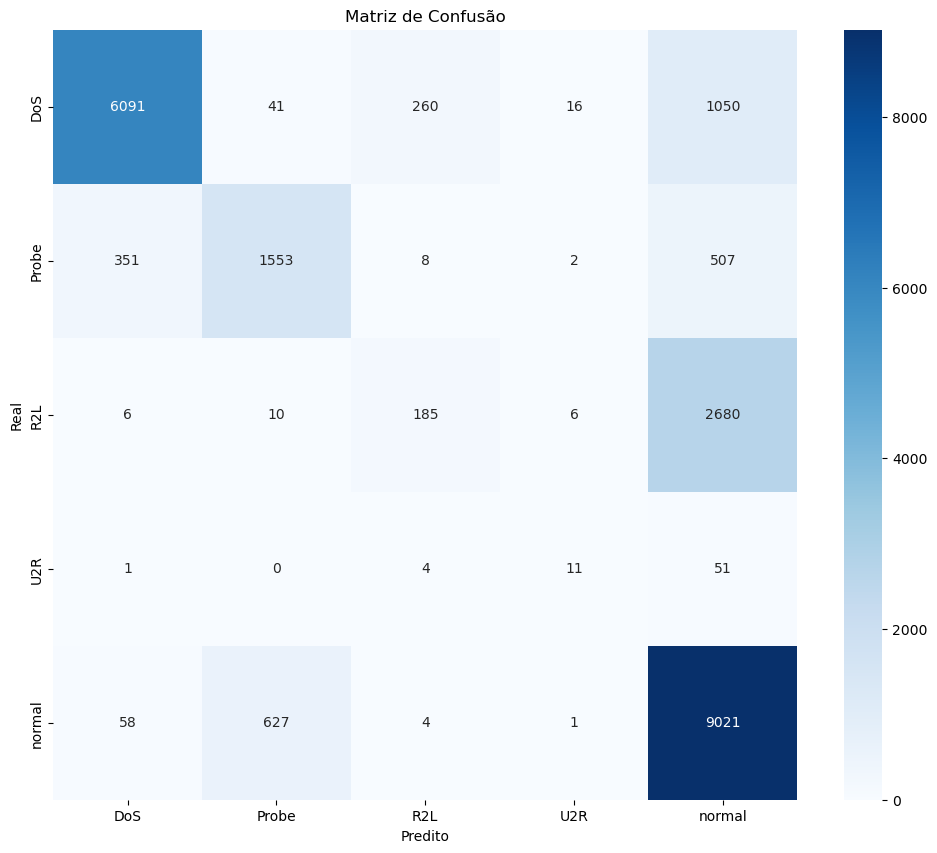 Matriz de Confusão
Real
DoS 6091 41 260 16 1050
Probe 351 1553 8 2 507
R2L 6 10 185 6 2680
U2R 1 0 4 11 51
normal 58 627 4 1 9021
DoS Probe R2L U2R normal
Predito
8000
6000
4000
2000
0